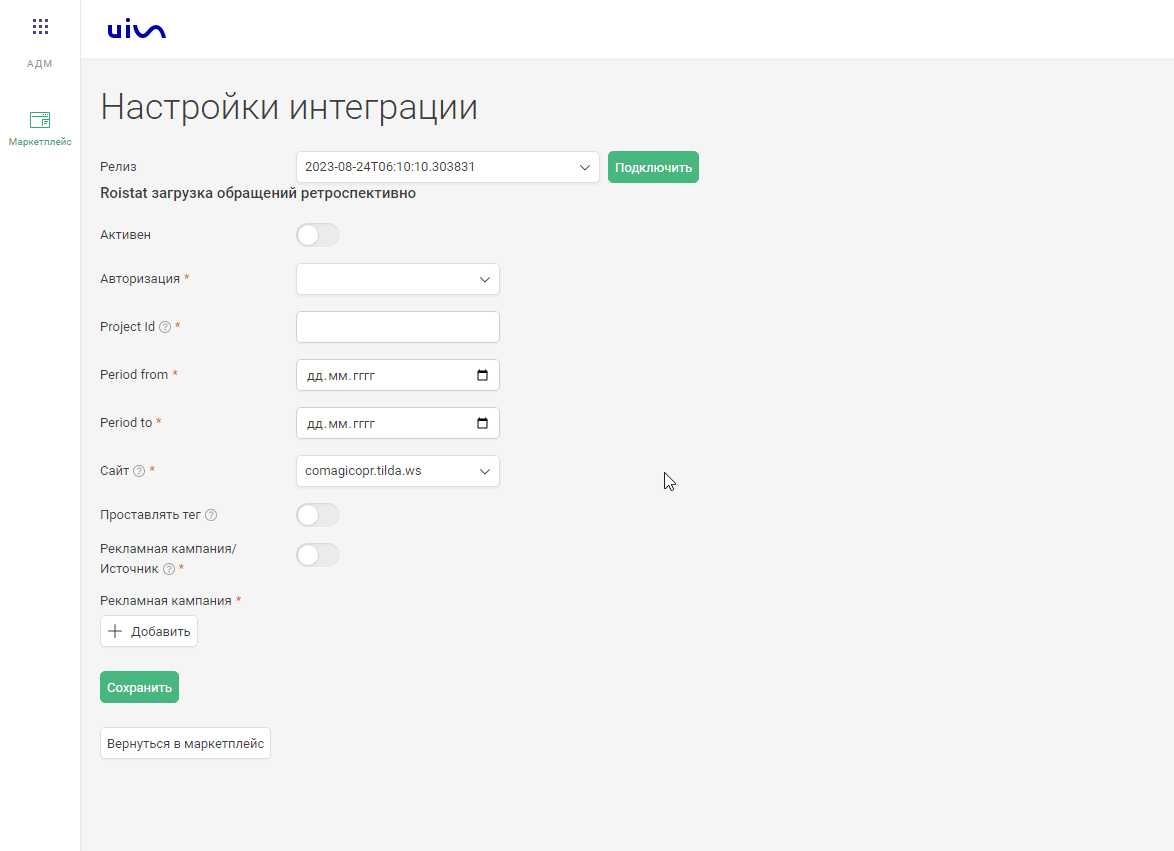 uis
АДМ
Маркетплейс
Настройки интеграции
Релиз
2023-08-24T06:10:10.303831
Подключить
Roistat загрузка обращений ретроспективно
Активен
Авторизация *
Project Id ? *
Period from *
дд.мм.гггг
Period to *
дд.мм.гггг
Сайт ? *
comagicopr.tilda.ws
Проставлять тег ?
Рекламная кампания/
Источник ? *
Рекламная кампания *
+ Добавить
Сохранить
Вернуться в маркетплейс